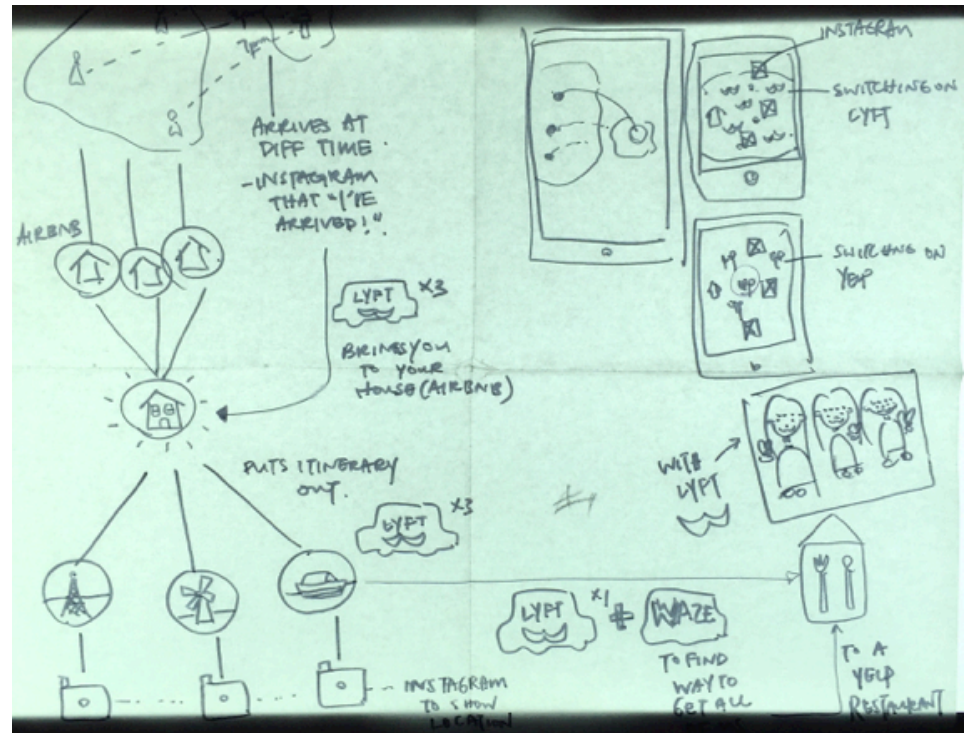 ARRIVES AT
DIFF TIME
- INSTAGRAM
THAT "I'VE
ARRIVED!"
AIRBNB
LYFT x3
BRINGS YOU
TO YOUR
HOUSE (AIRBNB)
PUTS ITINERARY
OUT.
LYFT x3
INSTAGRAM
TO SHOW
LOCATION
INSTAGRAM
SWITCHING ON
LYFT
SWITCHING ON
YELP
WITH
LYFT
LYFT x1 + WAZE
TO FIND
WAY TO
GET ALL
TO A
YELP
RESTAURANT